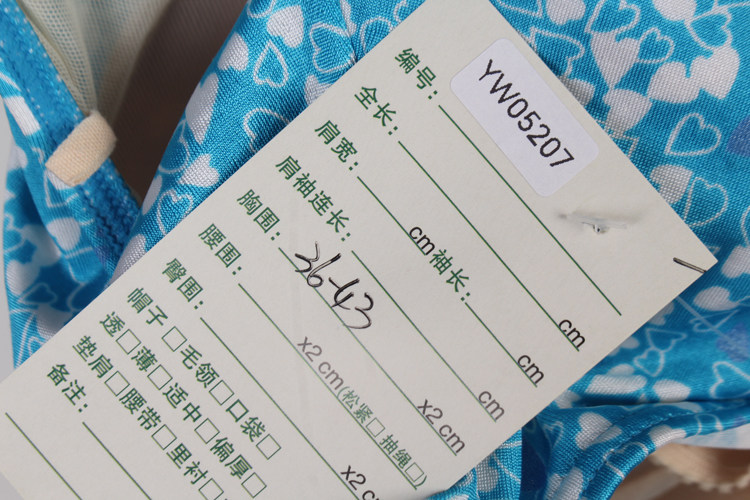 编号: YW05207
全长: cm
肩宽: cm 袖长: cm
肩袖连长: cm
胸围: 36-43 x2 cm
腰围: x2 cm(松紧□ 抽绳□)
臀围: x2 c
帽子□毛领□口袋□
透□薄□适中□偏厚□
垫肩□腰带□里衬□
备注: